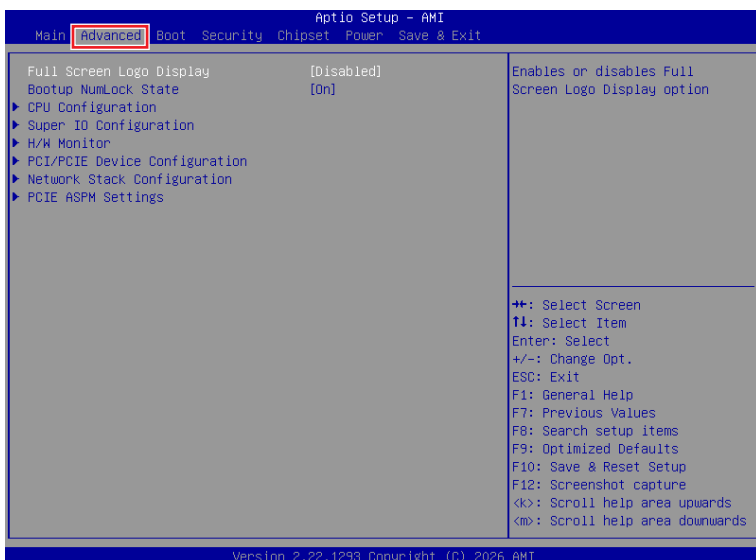 Aptio Setup – AMI
Main Advanced Boot Security Chipset Power Save & Exit
Full Screen Logo Display [Disabled]
Bootup NumLock State [On]
▶ CPU Configuration
▶ Super IO Configuration
▶ H/W Monitor
▶ PCI/PCIE Device Configuration
▶ Network Stack Configuration
▶ PCIE ASPM Settings
Enables or disables Full
Screen Logo Display option
→←: Select Screen
↑↓: Select Item
Enter: Select
+/-: Change Opt.
ESC: Exit
F1: General Help
F7: Previous Values
F8: Search setup items
F9: Optimized Defaults
F10: Save & Reset Setup
F12: Screenshot capture
<k>: Scroll help area upwards
<m>: Scroll help area downwards
Version 2.22.1293 Copyright (C) 2026 AMI